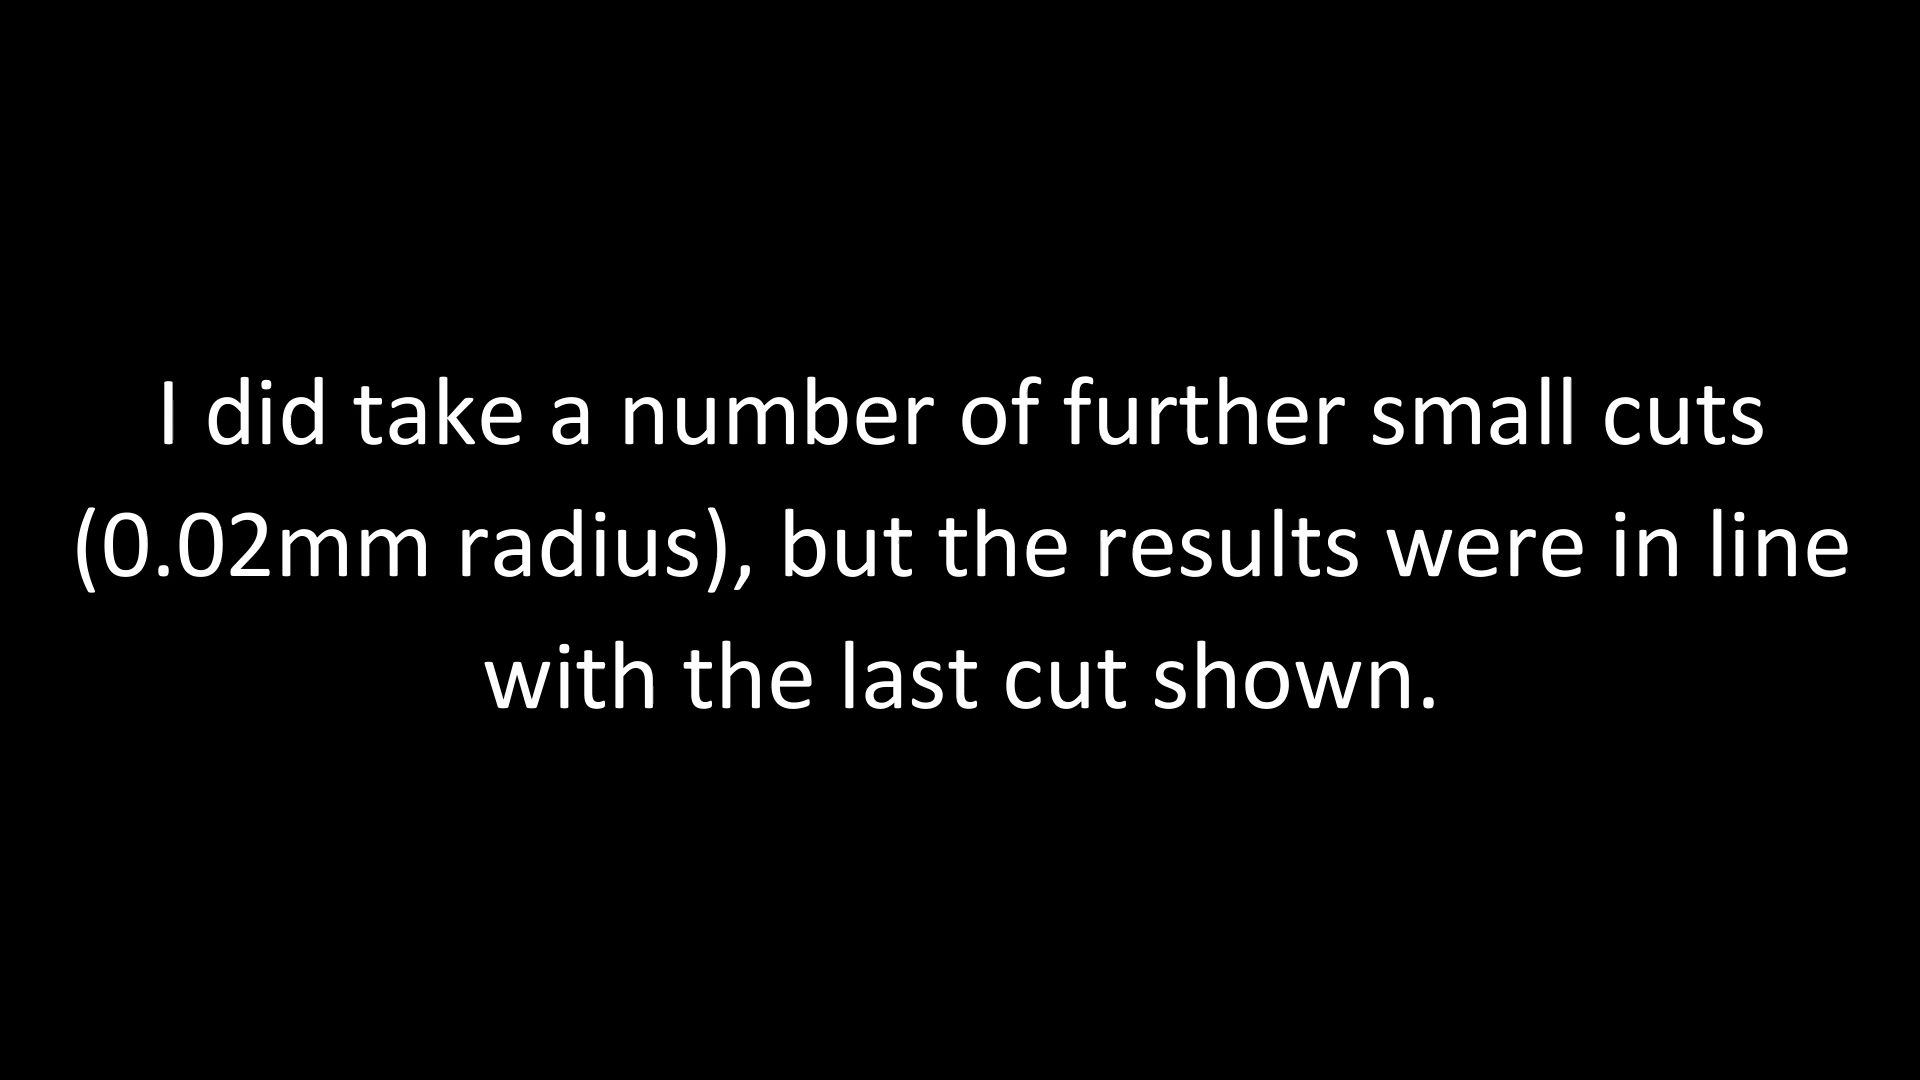 I did take a number of further small cuts
(0.02mm radius), but the results were in line
with the last cut shown.